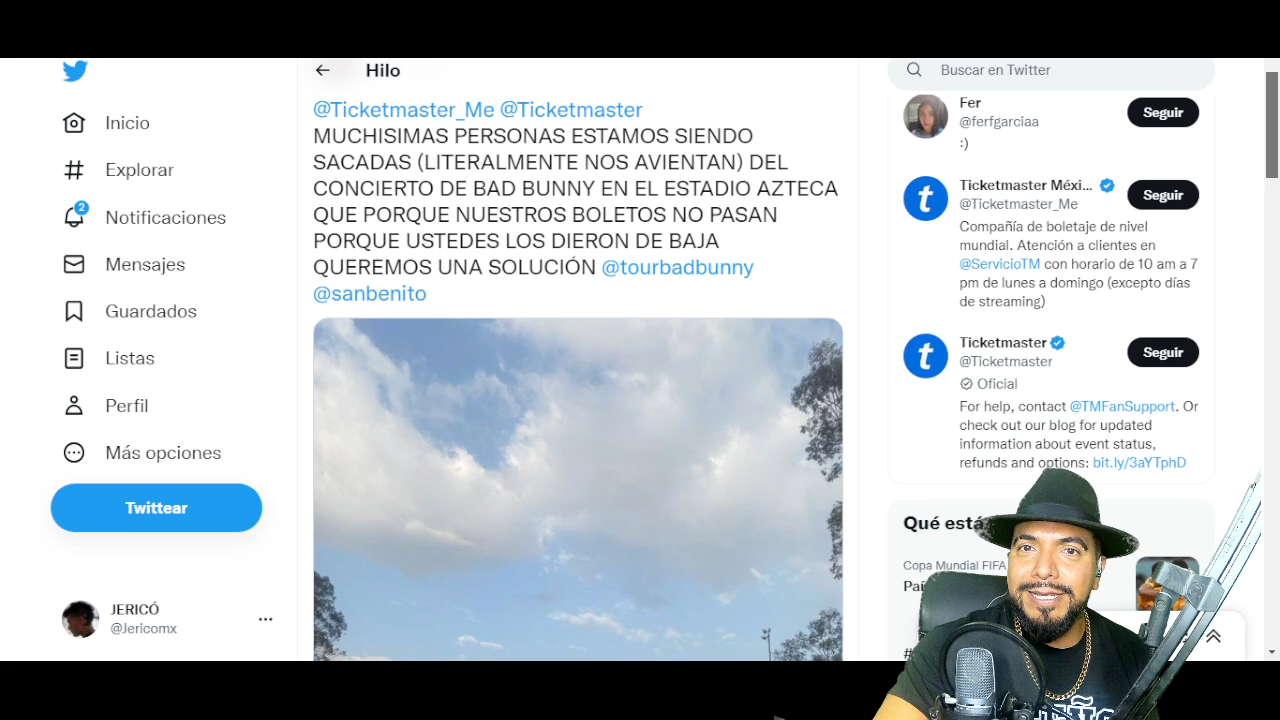 Hilo
@Ticketmaster_Me @Ticketmaster
MUCHISIMAS PERSONAS ESTAMOS SIENDO
SACADAS (LITERALMENTE NOS AVIENTAN) DEL
CONCIERTO DE BAD BUNNY EN EL ESTADIO AZTECA
QUE PORQUE NUESTROS BOLETOS NO PASAN
PORQUE USTEDES LOS DIERON DE BAJA
QUEREMOS UNA SOLUCIÓN @tourbadbunny
@sanbenito
Inicio
Explorar
2
Notificaciones
Mensajes
Guardados
Listas
Perfil
Más opciones
Twittear
JERICÓ
@Jericomx
Buscar en Twitter
Fer
@ferfgarciaa
:)
Seguir
Ticketmaster Méxi...
@Ticketmaster_Me
Seguir
Compañía de boletaje de nivel
mundial. Atención a clientes en
@ServicioTM con horario de 10 am a 7
pm de lunes a domingo (excepto días
de streaming)
Ticketmaster
@Ticketmaster
Seguir
Oficial
For help, contact @TMFanSupport. Or
check out our blog for updated
information about event status,
refunds and options: bit.ly/3aYTphD
Qué está
Copa Mundial FIFA